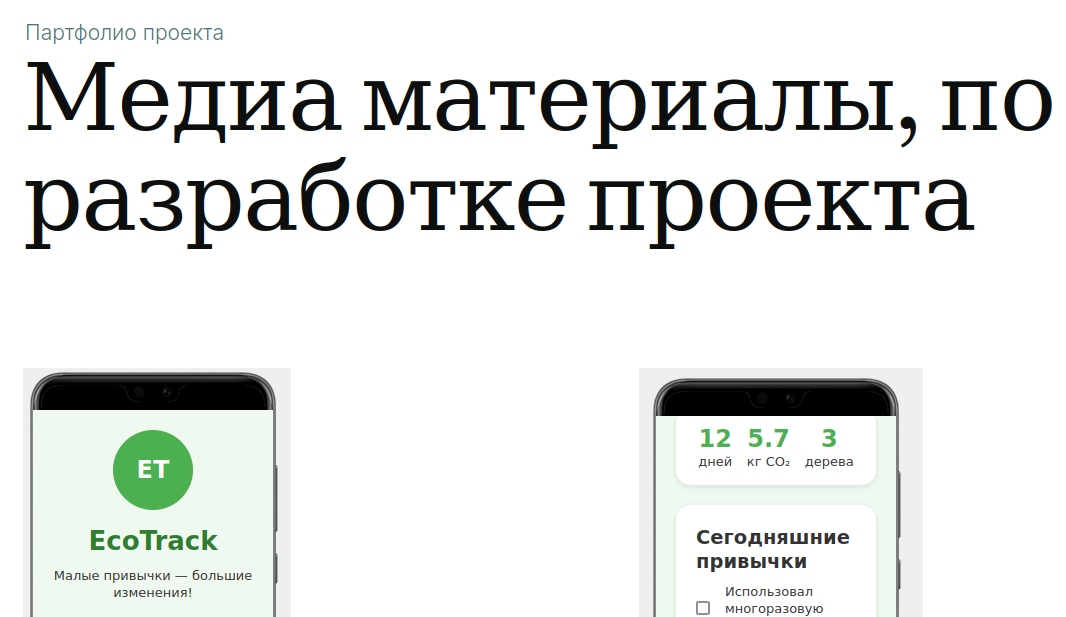 Партфолио проекта
Медиа материалы, по
разработке проекта
ET
EcoTrack
Малые привычки — большие
изменения!
12 5.7 3
дней кг CO₂ дерева
Сегодняшние
привычки
Использовал
многоразовую